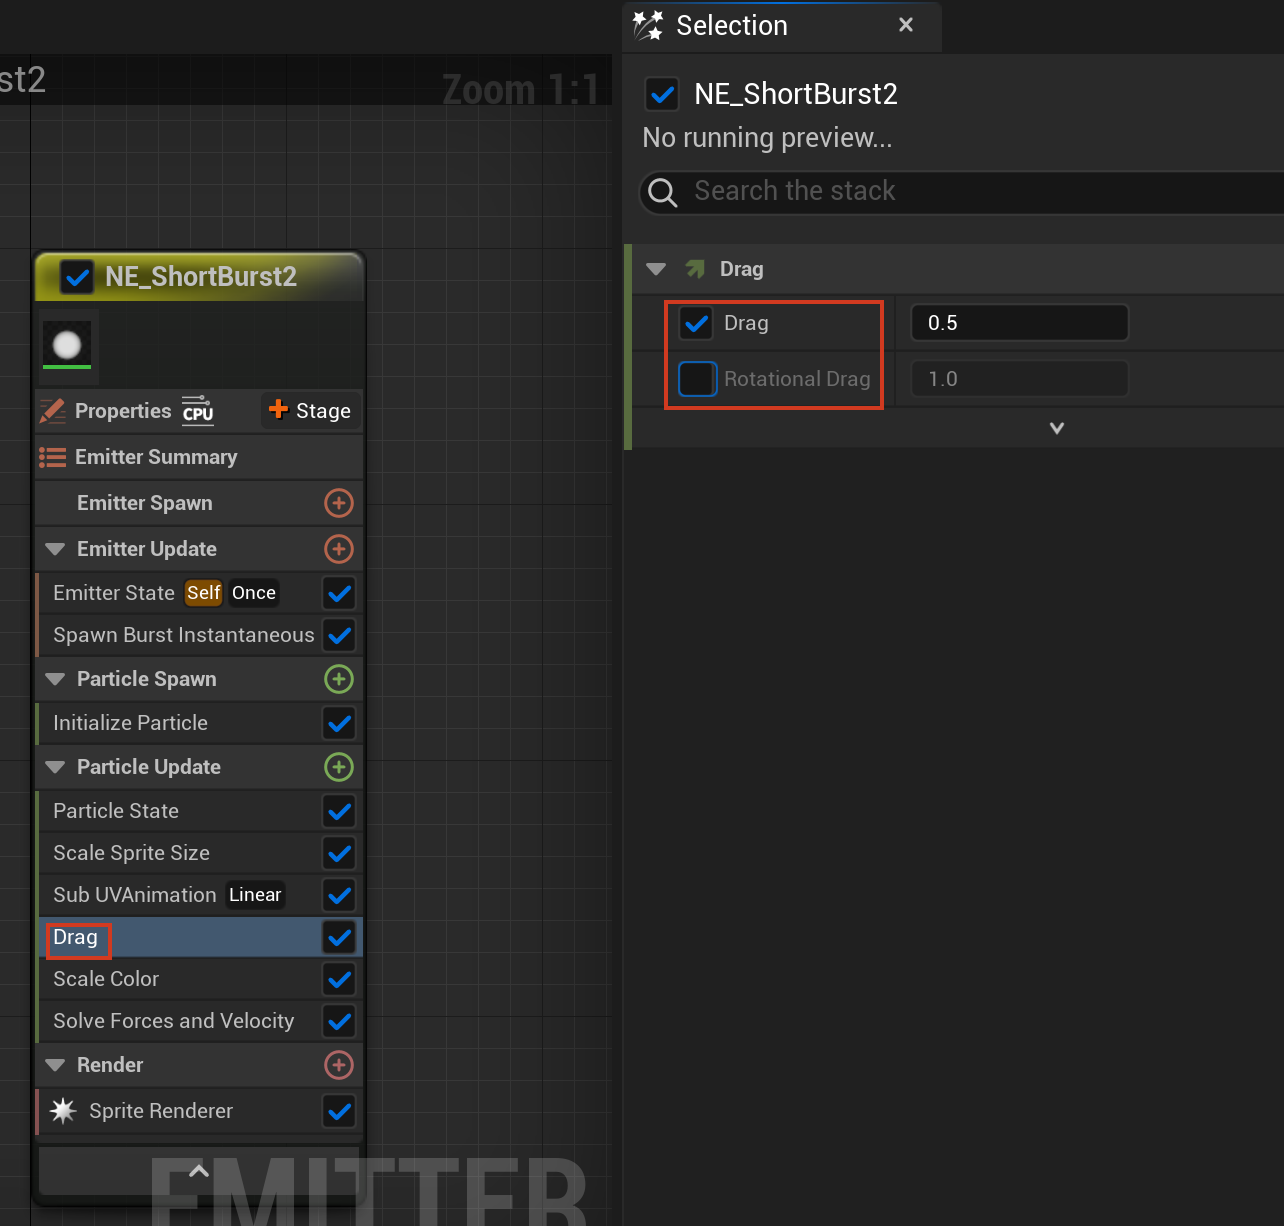 st2
Zoom 1:1
NE_ShortBurst2
Properties CPU Stage
Emitter Summary
Emitter Spawn
Emitter Update
Emitter State Self Once
Spawn Burst Instantaneous
Particle Spawn
Initialize Particle
Particle Update
Particle State
Scale Sprite Size
Sub UVAnimation Linear
Drag
Scale Color
Solve Forces and Velocity
Render
Sprite Renderer
EMITTER
Selection
NE_ShortBurst2
No running preview...
Search the stack
Drag
Drag 0.5
Rotational Drag 1.0